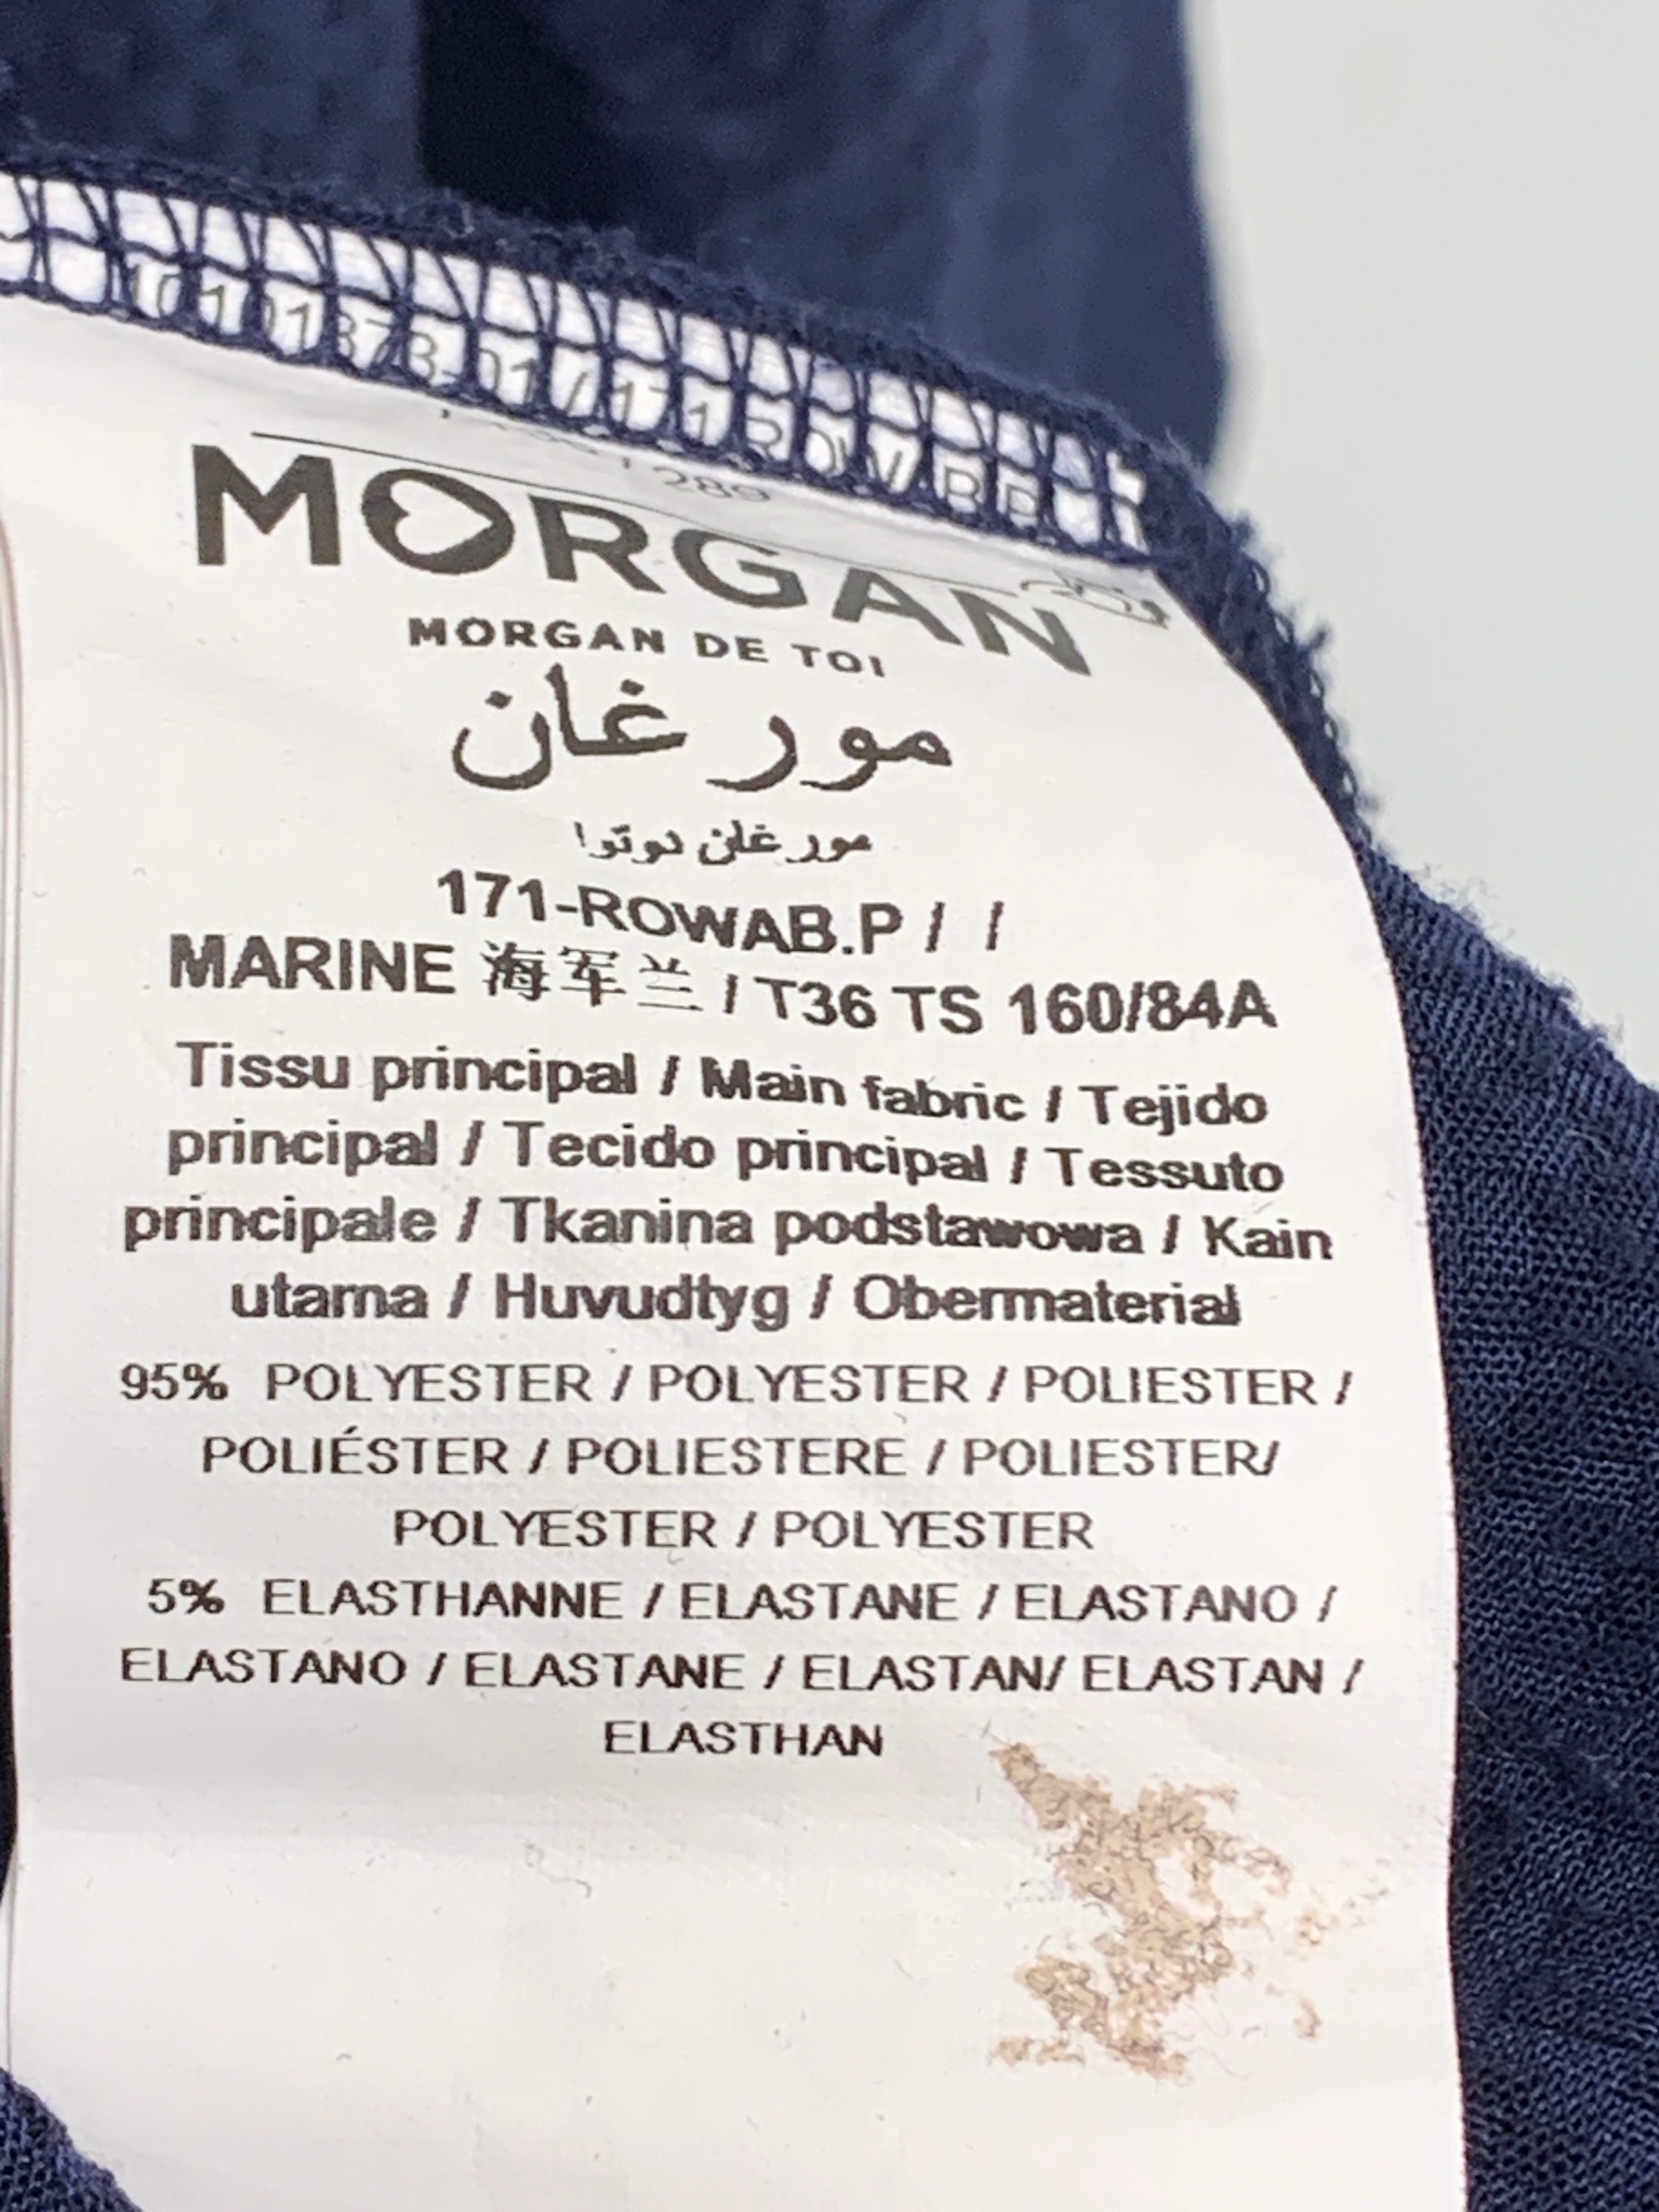 MORGAN
MORGAN DE TOI
مورغان
مورغان دوتوا
171-ROWAB.P / /
MARINE 海军兰 / T36 TS 160/84A
Tissu principal / Main fabric / Tejido
principal / Tecido principal / Tessuto
principale / Tkanina podstawowa / Kain
utama / Huvudtyg / Obermaterial
95% POLYESTER / POLYESTER / POLIESTER /
POLIÉSTER / POLIESTERE / POLIESTER/
POLYESTER / POLYESTER
5% ELASTHANNE / ELASTANE / ELASTANO /
ELASTANO / ELASTANE / ELASTAN/ ELASTAN /
ELASTHAN